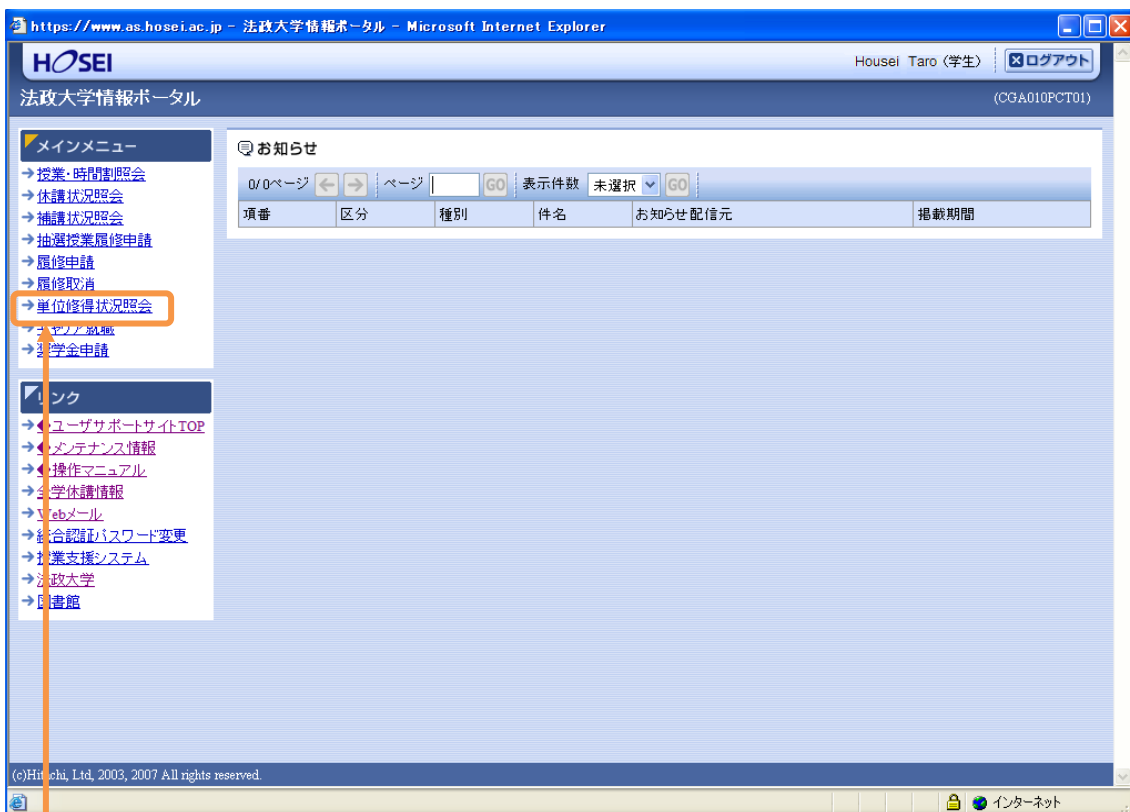 https://www.as.hosei.ac.jp - 法政大学情報ポータル - Microsoft Internet Explorer
HOSEI
Housei Taro (学生)
ログアウト
法政大学情報ポータル
(CGA010PCT01)
メインメニュー
授業・時間割照会
休講状況照会
補講状況照会
抽選授業履修申請
履修申請
履修取消
単位修得状況照会
キャリア就職
奨学金申請
リンク
◆ユーザサポートサイトTOP
◆メンテナンス情報
◆操作マニュアル
全学休講情報
Webメール
統合認証パスワード変更
授業支援システム
法政大学
図書館
お知らせ
0/0ページ ページ GO 表示件数 未選択 GO
項番 区分 種別 件名 お知らせ配信元 掲載期間
(c)Hitachi, Ltd, 2003, 2007 All rights reserved.
インターネット